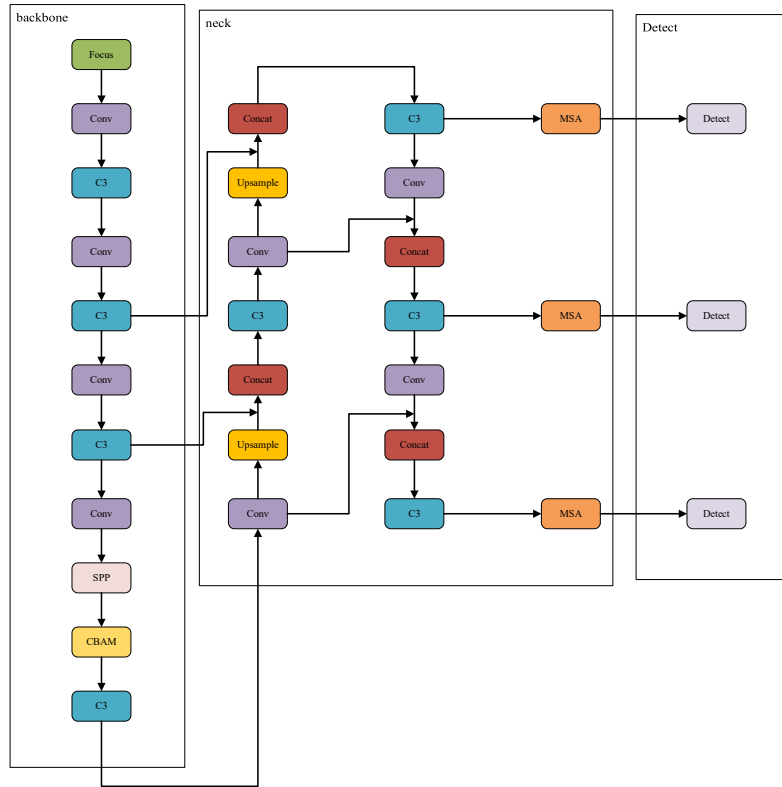 backbone
Focus
Conv
C3
Conv
C3
Conv
C3
Conv
SPP
CBAM
C3
neck
Concat
Upsample
Conv
C3
Concat
Upsample
Conv
C3
Conv
Concat
C3
Conv
Concat
C3
MSA
MSA
MSA
Detect
Detect
Detect
Detect